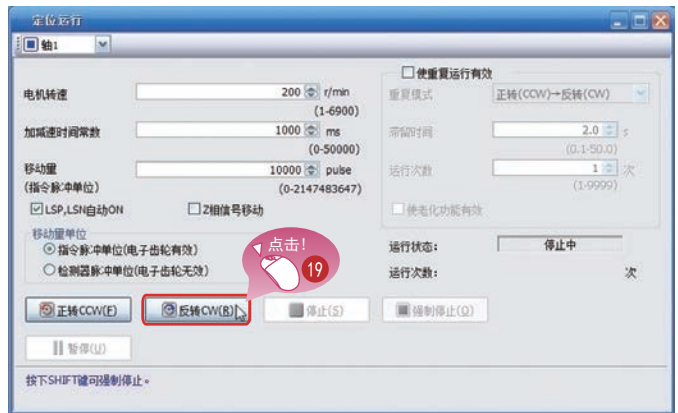 定位运行
轴1
电机转速
200 r/min
(1-6900)
加减速时间常数
1000 ms
(0-50000)
移动量
(指令脉冲单位)
10000 pulse
(0-2147483647)
LSP,LSN自动ON
Z相信号移动
移动量单位
指令脉冲单位(电子齿轮有效)
检测器脉冲单位(电子齿轮无效)
使重复运行有效
重复模式
正转(CCW)→反转(CW)
滞留时间
2.0 s
(0.1-50.0)
运行次数
1 次
(1-9999)
使老化功能有效
运行状态:
停止中
运行次数:
次
点击!
19
正转CCW(F)
反转CW(R)
停止(S)
强制停止(O)
暂停(U)
按下SHIFT键可强制停止。